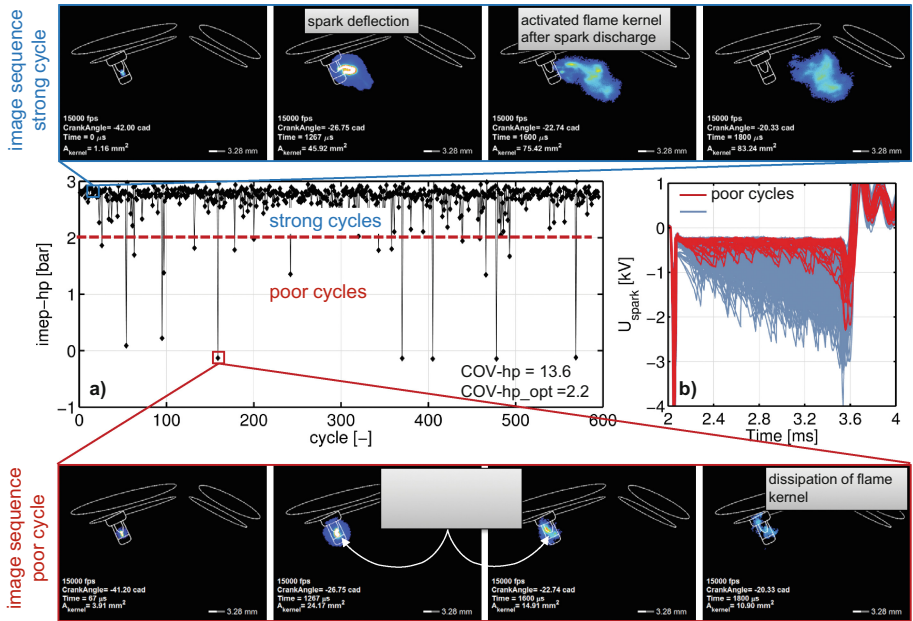 image sequence
strong cycle
spark deflection
activated flame kernel
after spark discharge
15000 fps
CrankAngle= -42.00 cad
Time = 0 µs
A_kernel = 1.16 mm²
3.28 mm
15000 fps
CrankAngle= -26.75 cad
Time = 1267 µs
A_kernel = 45.92 mm²
3.28 mm
15000 fps
CrankAngle= -22.74 cad
Time = 1600 µs
A_kernel = 75.42 mm²
3.28 mm
15000 fps
CrankAngle= -20.33 cad
Time = 1800 µs
A_kernel = 83.24 mm²
3.28 mm
imep-hp [bar]
3
2
1
0
−1
strong cycles
poor cycles
COV-hp = 13.6
COV-hp_opt =2.2
a)
0 100 200 300 400 500 600
cycle [−]
U_spark [kV]
1
0
−1
−2
−3
−4
poor cycles
b)
2 2.4 2.8 3.2 3.6 4
Time [ms]
image sequence
poor cycle
dissipation of flame
kernel
15000 fps
CrankAngle= -41.20 cad
Time = 67 µs
A_kernel = 3.91 mm²
3.28 mm
15000 fps
CrankAngle= -26.75 cad
Time = 1267 µs
A_kernel = 24.17 mm²
3.28 mm
15000 fps
CrankAngle= -22.74 cad
Time = 1600 µs
A_kernel = 14.91 mm²
3.28 mm
15000 fps
CrankAngle= -20.33 cad
Time = 1800 µs
A_kernel = 10.90 mm²
3.28 mm